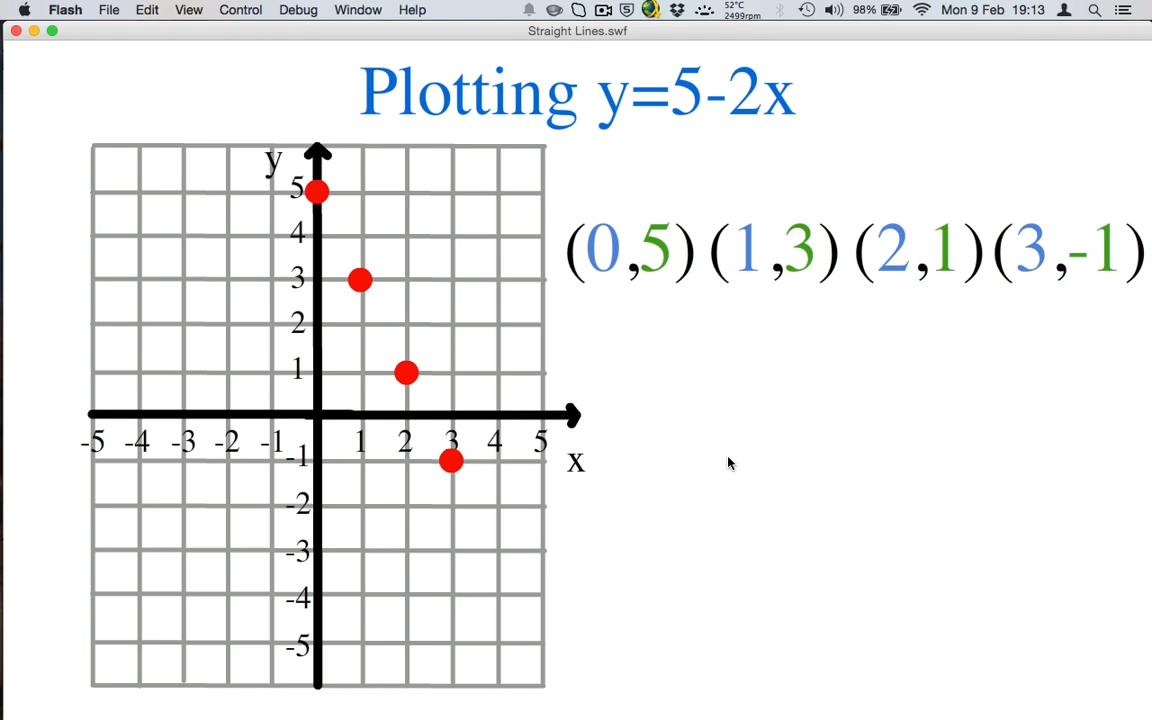 Flash File Edit View Control Debug Window Help 52°C 2499rpm 98% Mon 9 Feb 19:13
Straight Lines.swf
Plotting y=5-2x
y
5
4
3
2
1
(0,5) (1,3) (2,1) (3,-1)
-5 -4 -3 -2 -1 1 2 3 4 5
x
-1
-2
-3
-4
-5